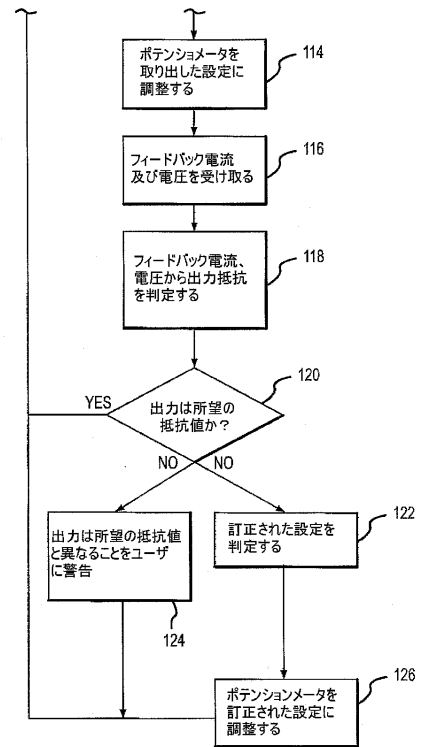 ポテンショメータを
取り出した設定に
調整する
114
フィードバック電流
及び電圧を受け取る
116
フィードバック電流、
電圧から出力抵抗
を判定する
118
120
YES
出力は所望の
抵抗値か？
NO
NO
出力は所望の抵抗値
と異なることをユーザ
に警告
124
訂正された設定を
判定する
122
ポテンションメータを
訂正された設定に
調整する
126